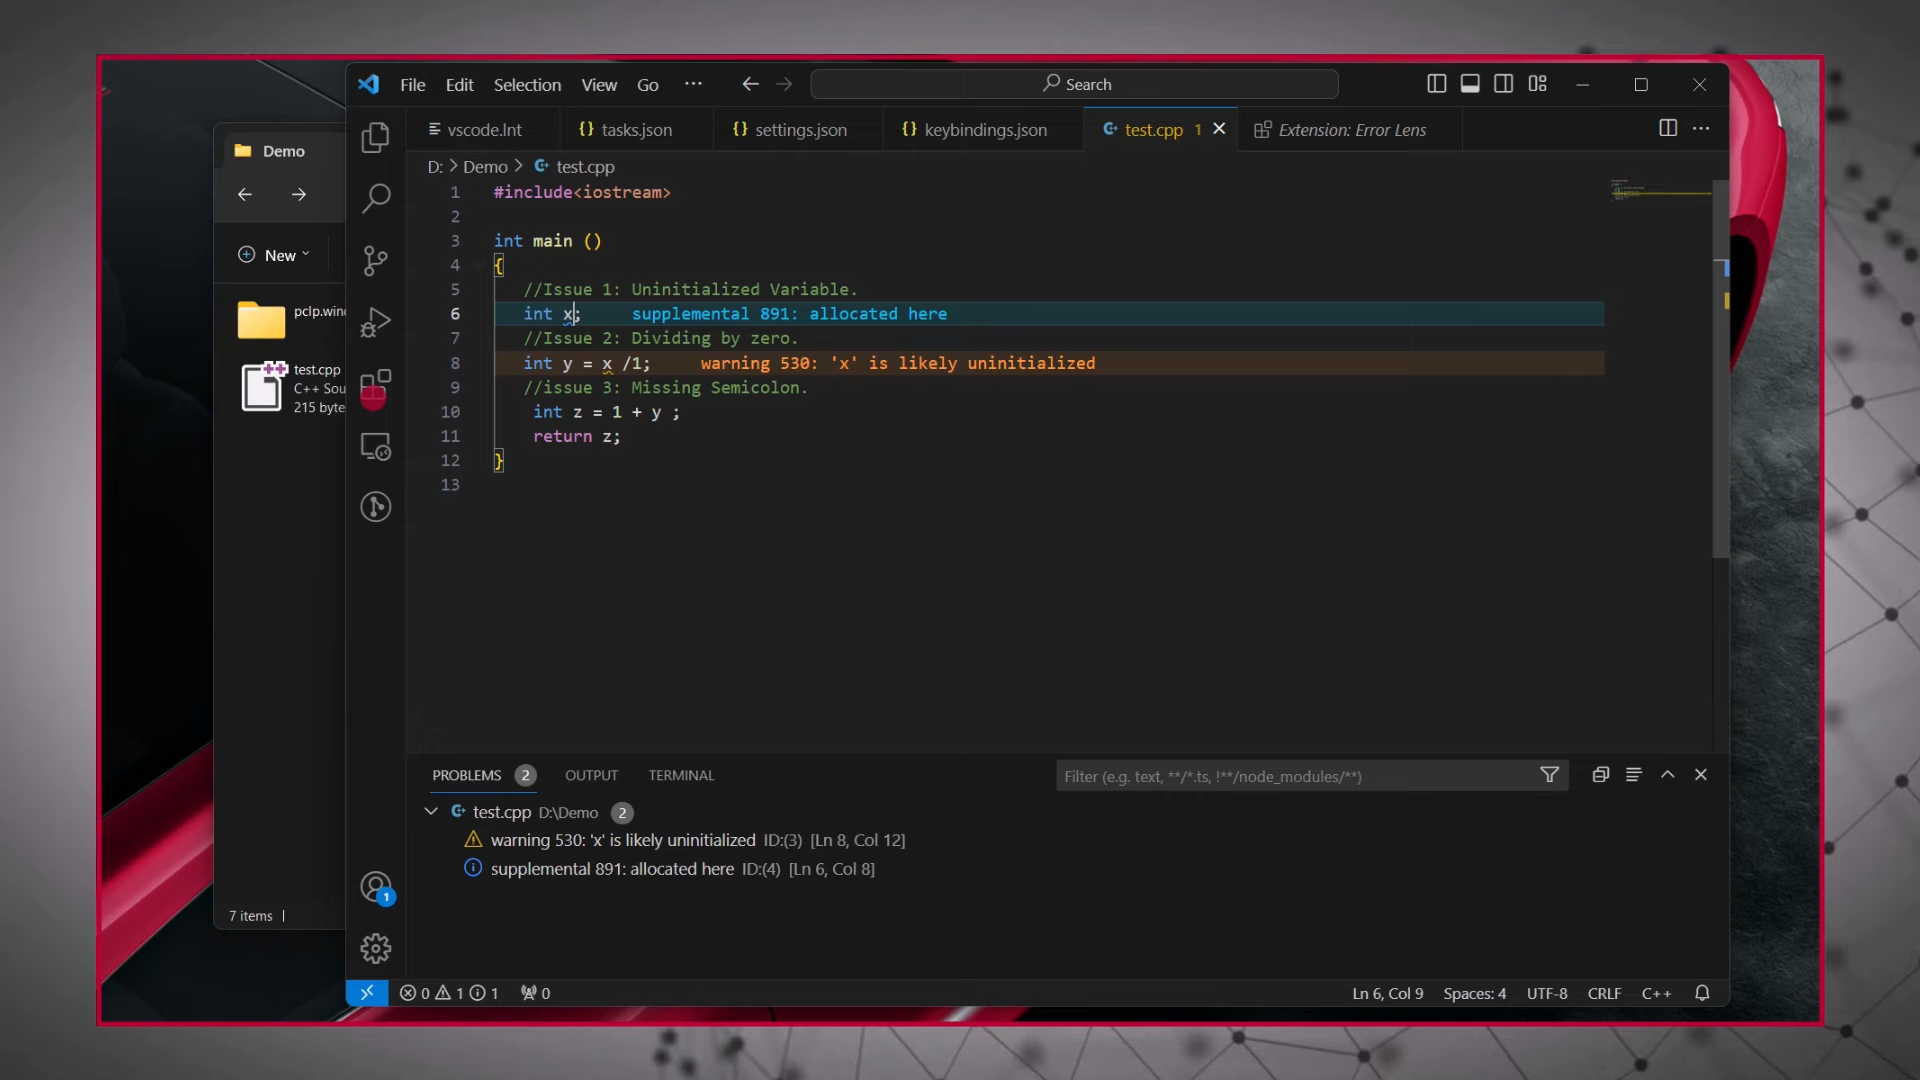 File Edit Selection View Go ··· Search
Demo
vscode.lnt tasks.json settings.json keybindings.json test.cpp 1 Extension: Error Lens
D: > Demo > test.cpp
New
pclp.win
test.cpp
C++ Sou
215 byte
7 items
1 #include<iostream>
2
3 int main ()
4 {
5 //Issue 1: Uninitialized Variable.
6 int x; supplemental 891: allocated here
7 //Issue 2: Dividing by zero.
8 int y = x /1; warning 530: 'x' is likely uninitialized
9 //issue 3: Missing Semicolon.
10 int z = 1 + y ;
11 return z;
12 }
13
PROBLEMS 2 OUTPUT TERMINAL Filter (e.g. text, **/*.ts, !**/node_modules/**)
test.cpp D:\Demo 2
warning 530: 'x' is likely uninitialized ID:(3) [Ln 8, Col 12]
supplemental 891: allocated here ID:(4) [Ln 6, Col 8]
1
0 1 1 0 Ln 6, Col 9 Spaces: 4 UTF-8 CRLF C++